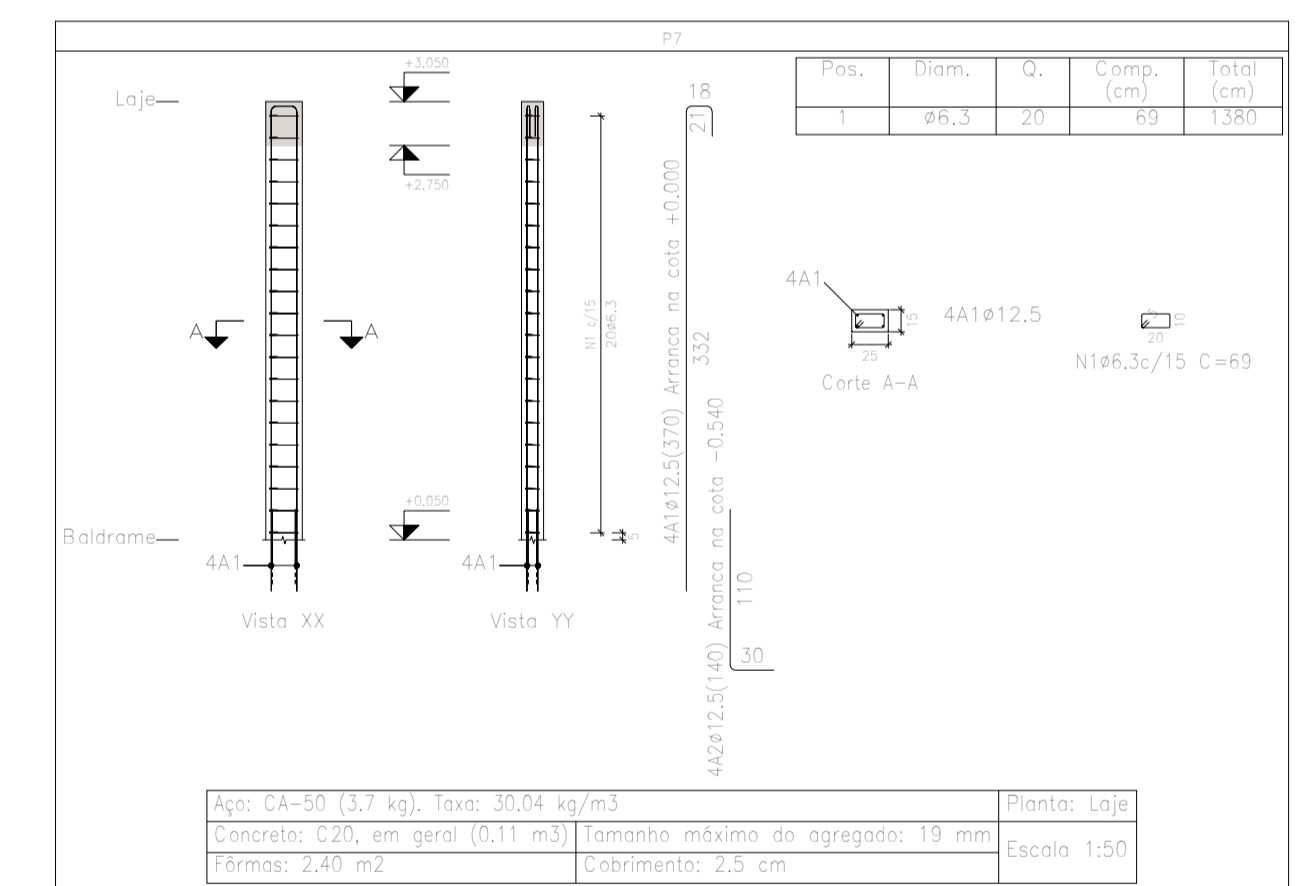 P7
Pos. Diam. Q. Comp. (cm) Total (cm)
1 ø6.3 20 69 1380
Laje
+3.050
+2.750
A A
N1 c/15
20ø6.3
18
21
4A1ø12.5(370) Arranca na cota +0.000
332
4A1
15
25
4A1ø12.5
Corte A-A
10
20
N1ø6.3c/15 C=69
Baldrame
+0.050
5
4A1
4A1
Vista XX
Vista YY
4A2ø12.5(140) Arranca na cota -0.540
110
30
Aço: CA-50 (3.7 kg). Taxa: 30.04 kg/m3
Planta: Laje
Concreto: C20, em geral (0.11 m3)
Tamanho máximo do agregado: 19 mm
Escala 1:50
Fôrmas: 2.40 m2
Cobrimento: 2.5 cm